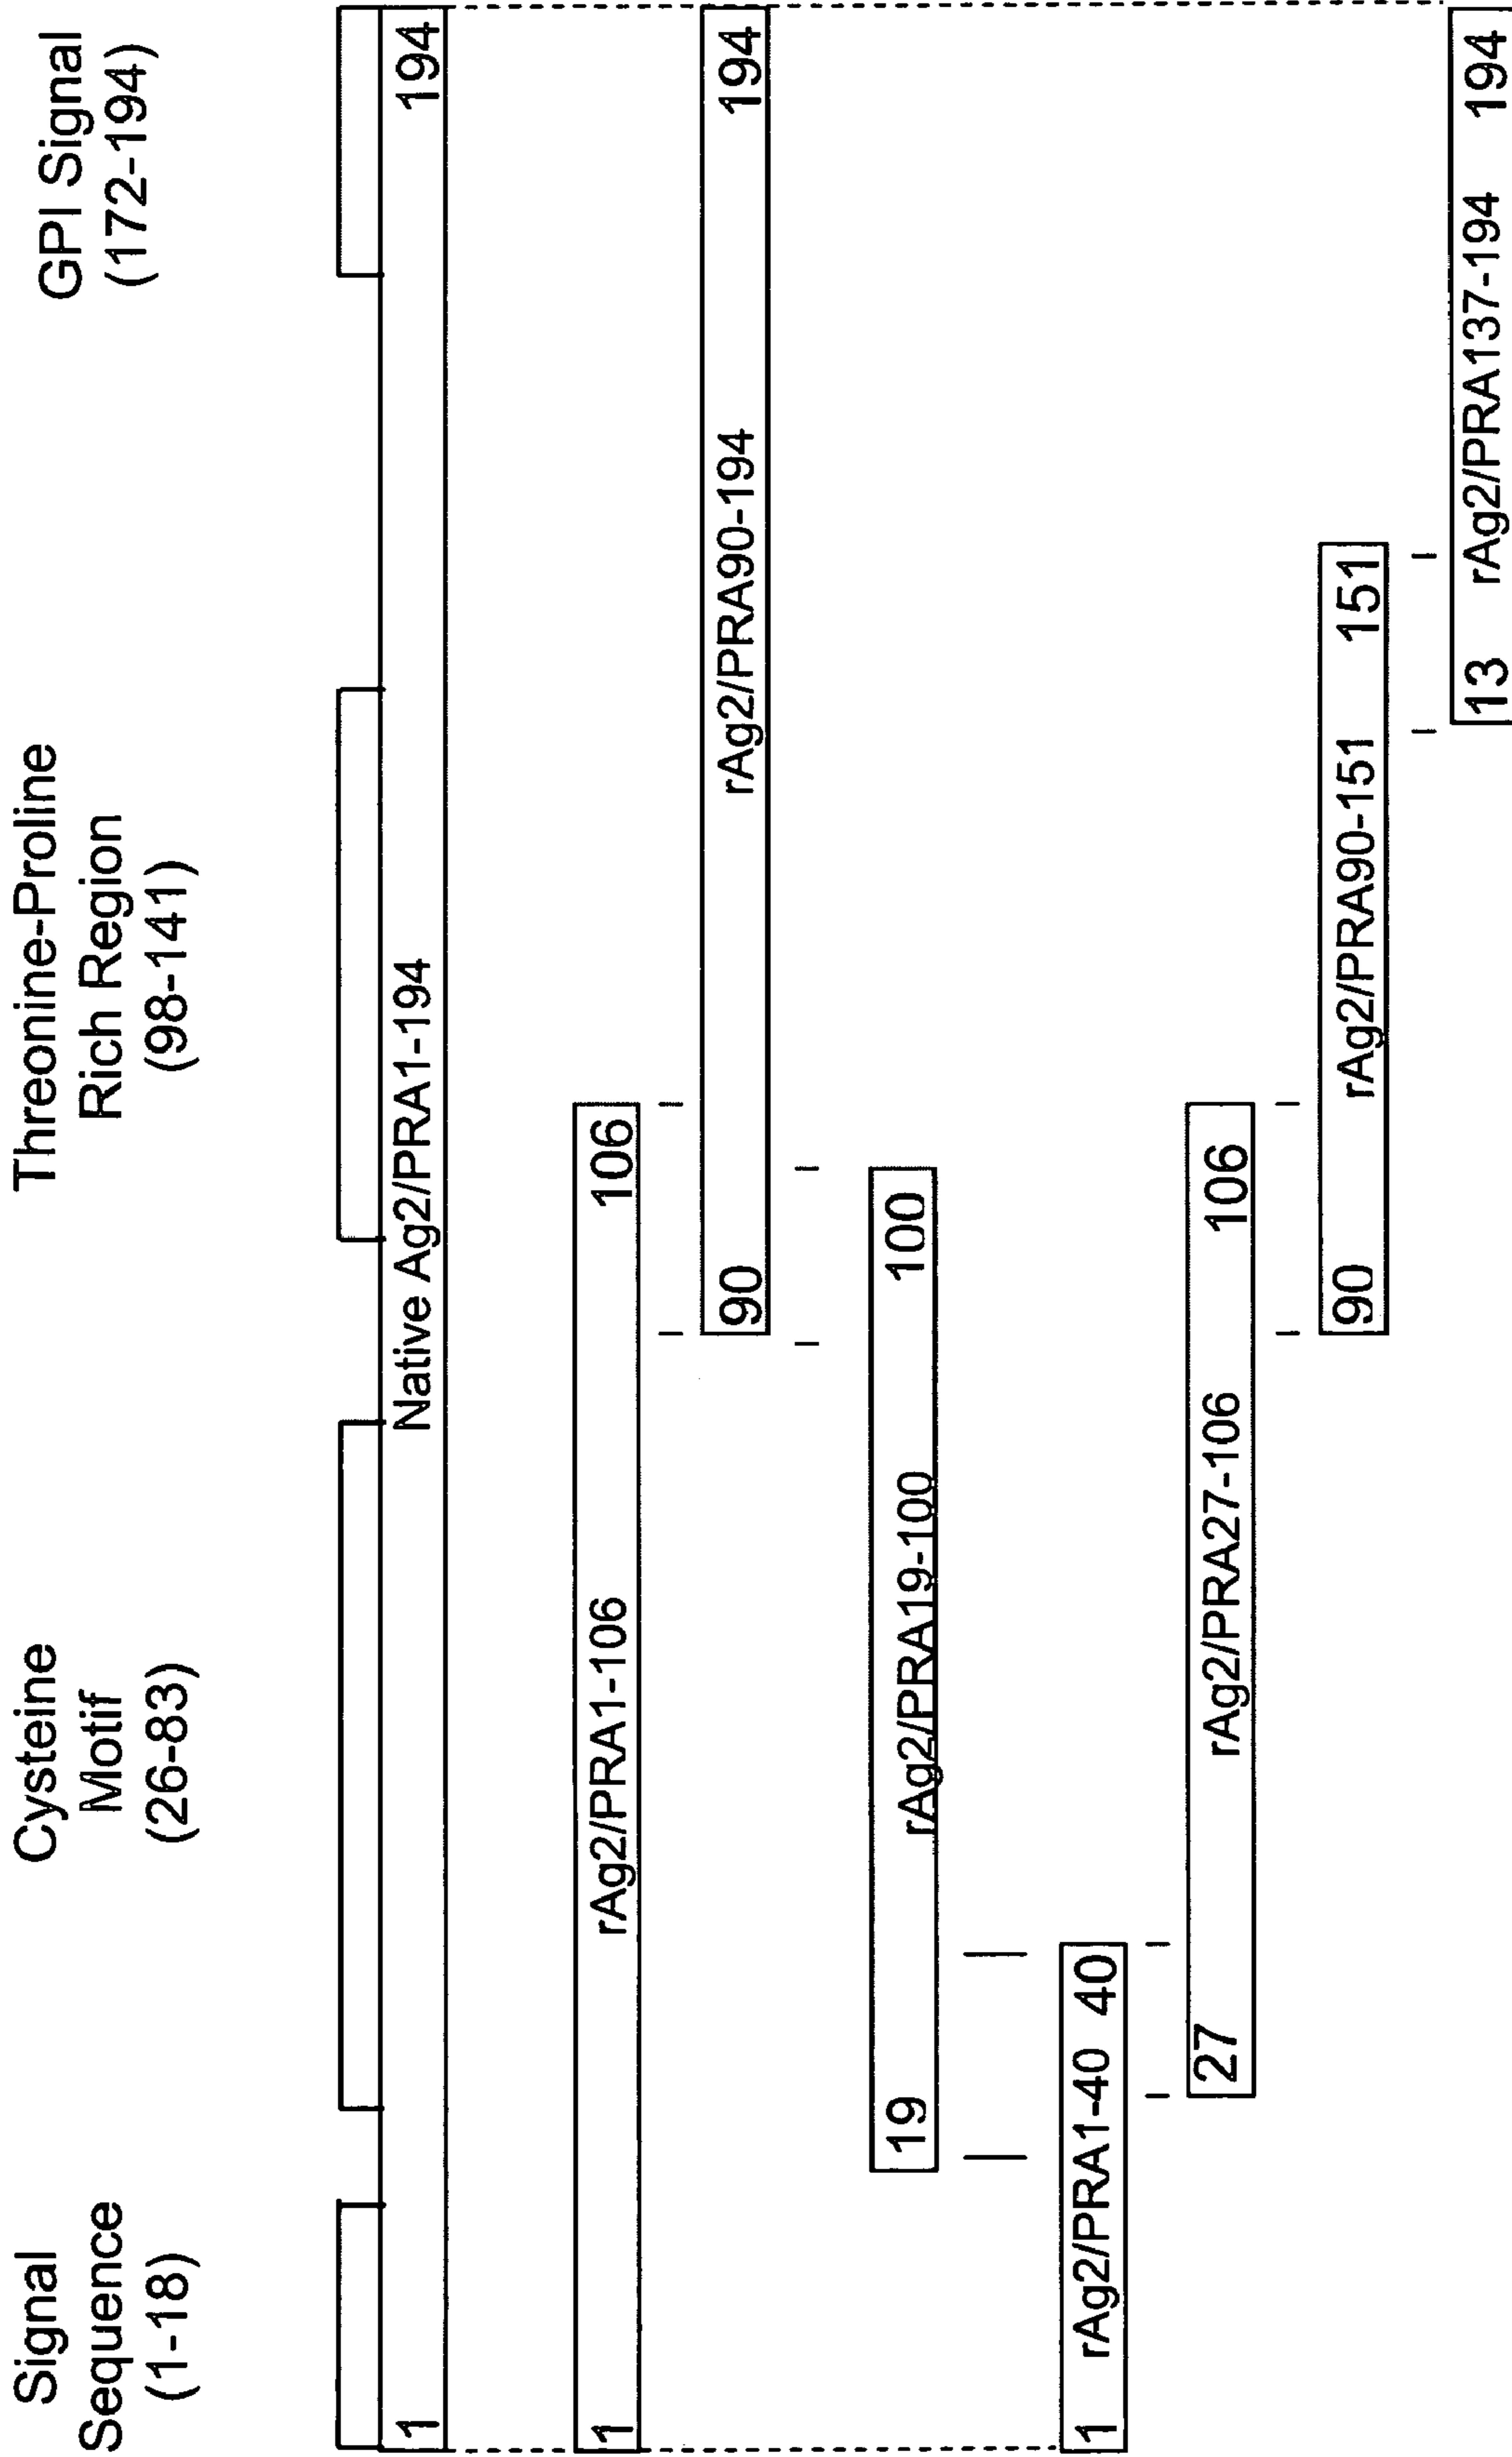 Signal
Sequence
(1-18)
Cysteine
Motif
(26-83)
Threonine-Proline
Rich Region
(98-141)
GPI Signal
(172-194)
1 Native Ag2/PRA1-194 194
1 rAg2/PRA1-106 106
90 rAg2/PRA90-194 194
19 rAg2/PRA19-100 100
1 rAg2/PRA1-40 40
27 rAg2/PRA27-106 106
90 rAg2/PRA90-151 151
13 rAg2/PRA137-194 194